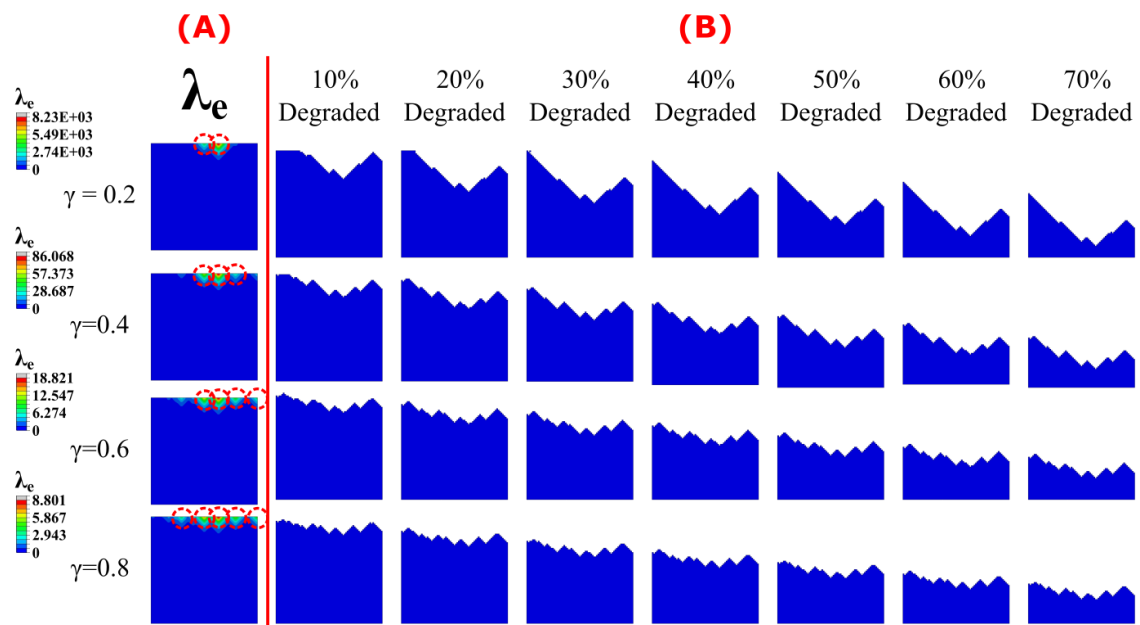 (A)
(B)
λe
10% Degraded
20% Degraded
30% Degraded
40% Degraded
50% Degraded
60% Degraded
70% Degraded
λe
8.23E+03
5.49E+03
2.74E+03
0
γ = 0.2
λe
86.068
57.373
28.687
0
γ=0.4
λe
18.821
12.547
6.274
0
γ=0.6
λe
8.801
5.867
2.943
0
γ=0.8